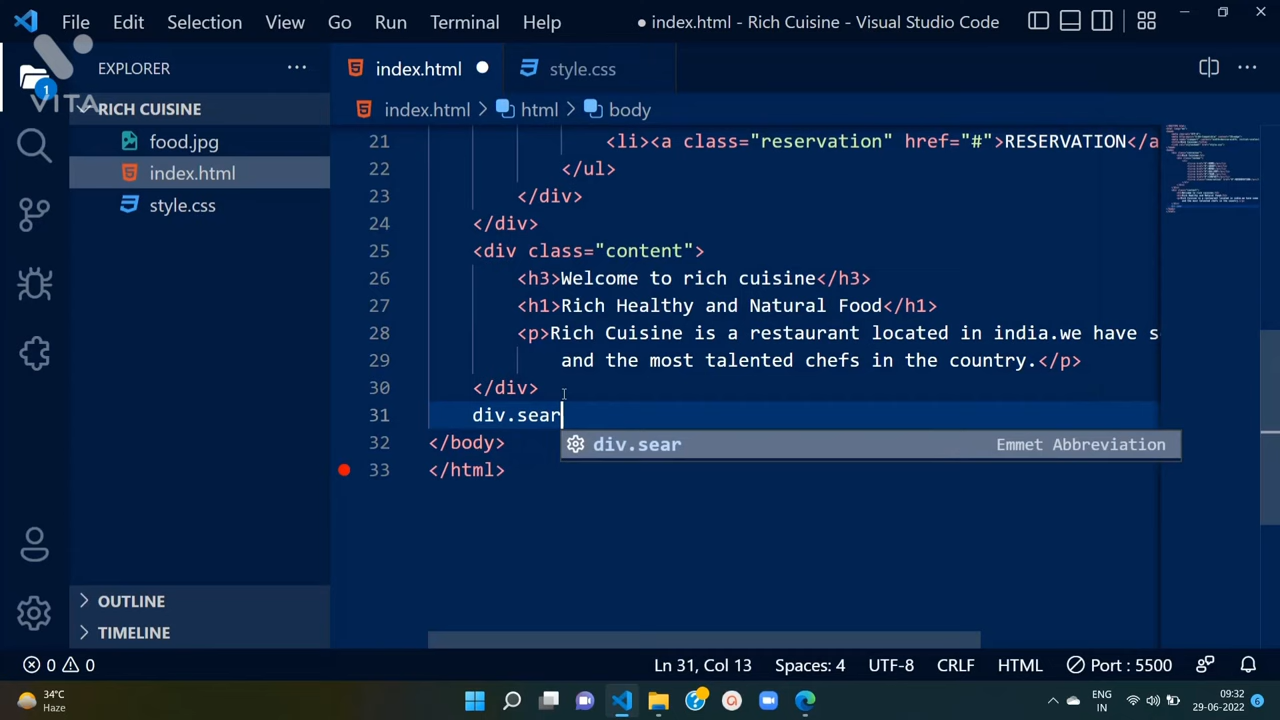 File Edit Selection View Go Run Terminal Help
● index.html - Rich Cuisine - Visual Studio Code
VITA
1
EXPLORER
RICH CUISINE
food.jpg
index.html
style.css
OUTLINE
TIMELINE
index.html style.css
index.html > html > body
21 <li><a class="reservation" href="#">RESERVATION</a
22 </ul>
23 </div>
24 </div>
25 <div class="content">
26 <h3>Welcome to rich cuisine</h3>
27 <h1>Rich Healthy and Natural Food</h1>
28 <p>Rich Cuisine is a restaurant located in india.we have s
29 and the most talented chefs in the country.</p>
30 </div>
31 div.sear
div.sear Emmet Abbreviation
32 </body>
33 </html>
0 0 Ln 31, Col 13 Spaces: 4 UTF-8 CRLF HTML Port : 5500
34°C
Haze
ENG
IN
09:32
29-06-2022
6